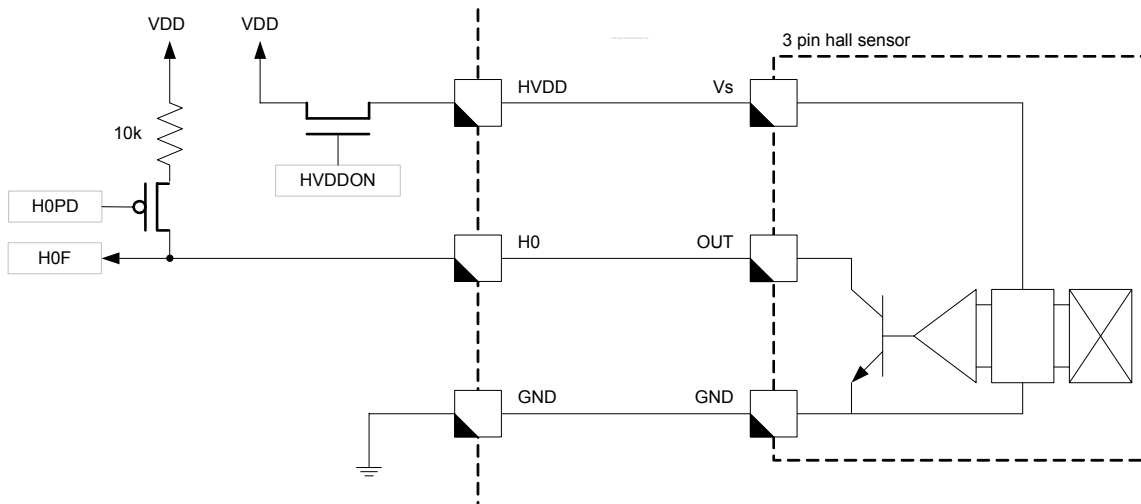 VDD
VDD
3 pin hall sensor
HVDD
Vs
10k
HVDDON
H0PD
H0
OUT
H0F
GND
GND